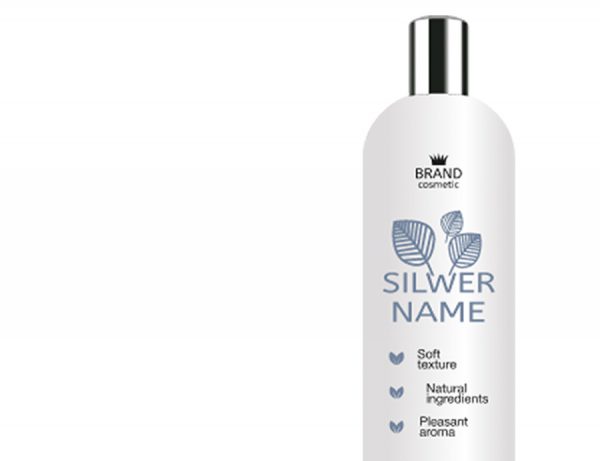 BRAND
cosmetic
SILWER
NAME
Soft
texture
Natural
ingredients
Pleasant
aroma